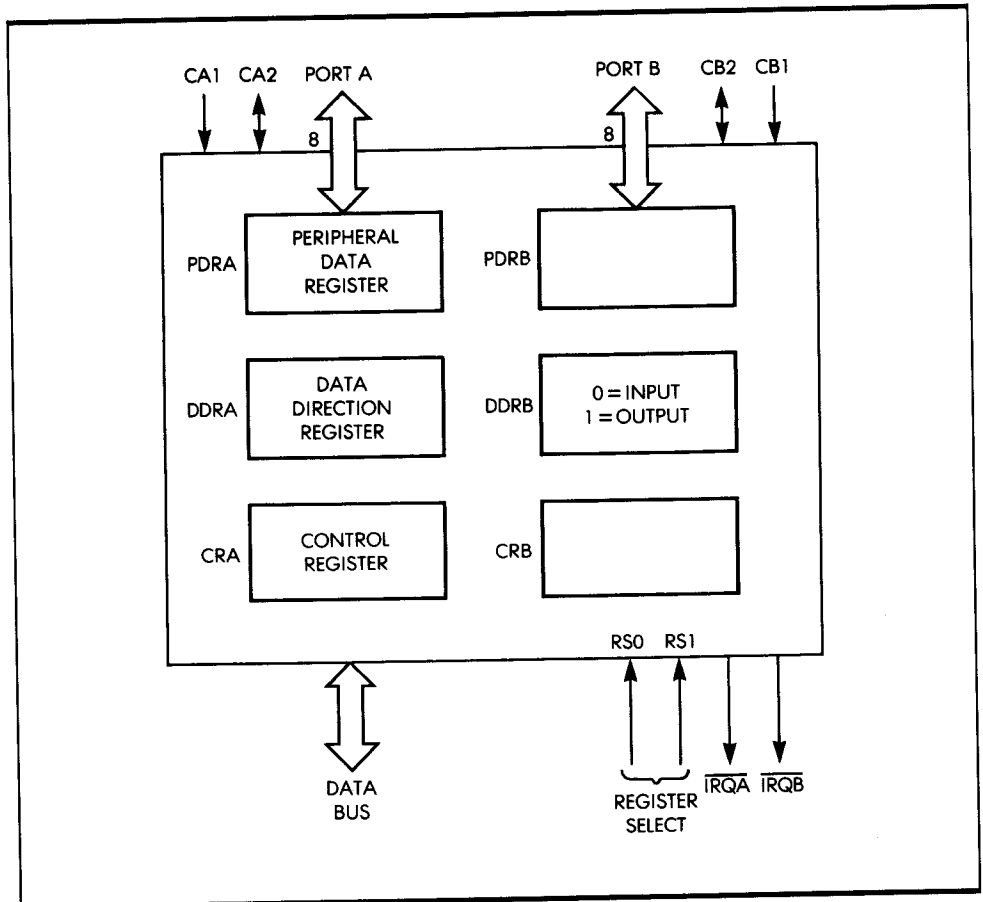 CA1 CA2 PORT A PORT B CB2 CB1
8 8
PERIPHERAL
DATA
REGISTER
PDRA PDRB
DATA
DIRECTION
REGISTER
DDRA DDRB
0 = INPUT
1 = OUTPUT
CONTROL
REGISTER
CRA CRB
RS0 RS1
DATA
BUS
REGISTER
SELECT
IRQA IRQB